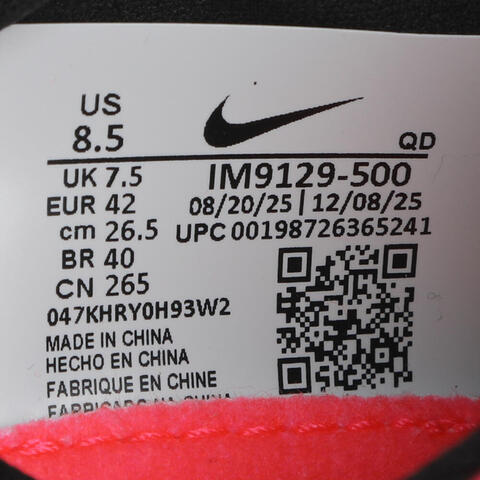 US
8.5
QD
UK 7.5
IM9129-500
EUR 42
08/20/25 | 12/08/25
cm 26.5
UPC 00198726365241
BR 40
CN 265
047KHRY0H93W2
MADE IN CHINA
HECHO EN CHINA
FABRIQUE EN CHINE